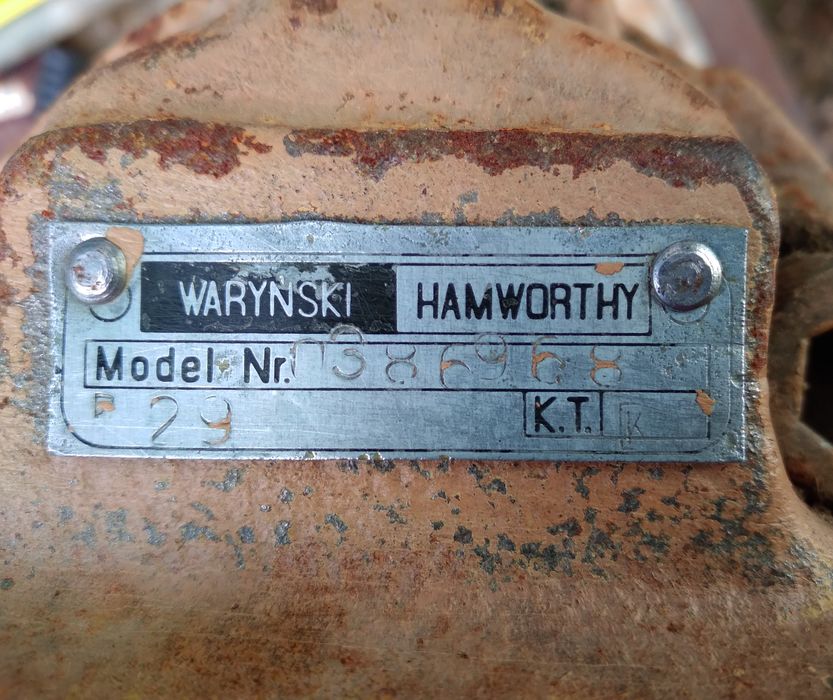 WARYNSKI HAMWORTHY
Model Nr. 0386968
P 29 K.T. K